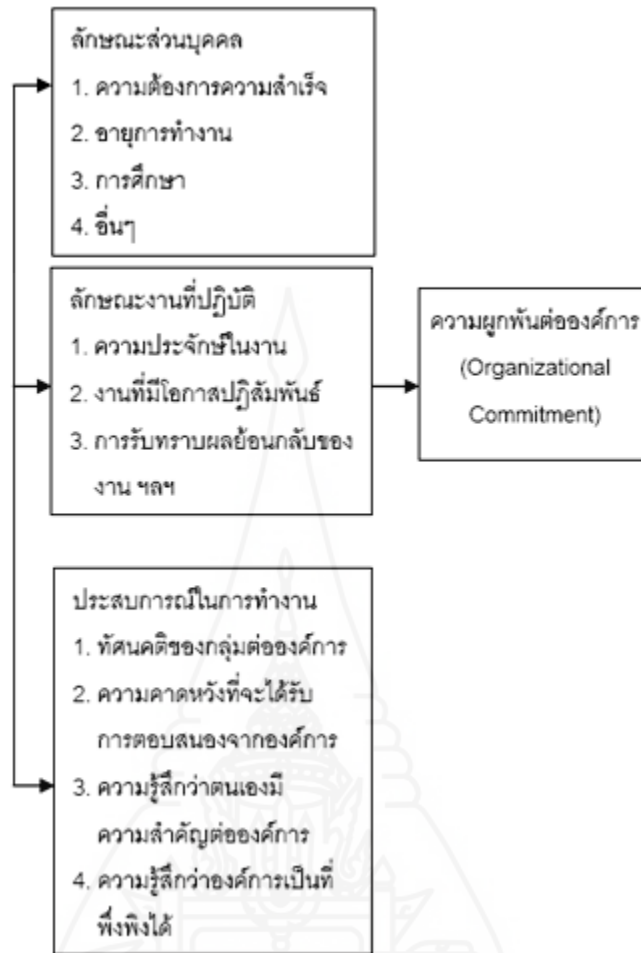 ลักษณะส่วนบุคคล
1. ความต้องการความสำเร็จ
2. อายุการทำงาน
3. การศึกษา
4. อื่นๆ
ลักษณะงานที่ปฏิบัติ
1. ความประจักษ์ในงาน
2. งานที่มีโอกาสปฏิสัมพันธ์
3. การรับทราบผลย้อนกลับของ
งาน ฯลฯ
ความผูกพันต่อองค์การ
(Organizational
Commitment)
ประสบการณ์ในการทำงาน
1. ทัศนคติของกลุ่มต่อองค์การ
2. ความคาดหวังที่จะได้รับ
การตอบสนองจากองค์การ
3. ความรู้สึกว่าตนเองมี
ความสำคัญต่อองค์การ
4. ความรู้สึกว่าองค์การเป็นที่
พึ่งพิงได้